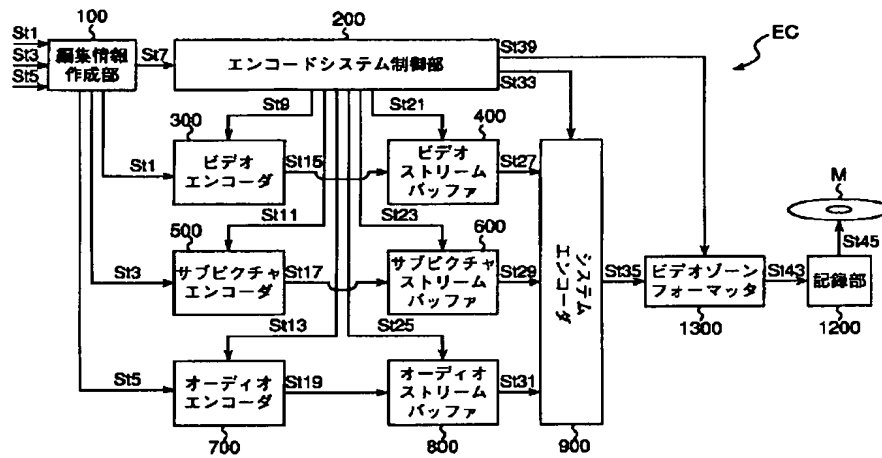 100
200
EC
St1
St3
St5
編集情報
作成部
St7
エンコードシステム制御部
St39
St33
St9
St21
300
400
St1
ビデオ
エンコーダ
St15
ビデオ
ストリーム
バッファ
St27
M
St11
St23
St45
500
600
St3
サブピクチャ
エンコーダ
St17
サブピクチャ
ストリーム
バッファ
St29
システム
エンコーダ
St35
ビデオゾーン
フォーマッタ
St43
記録部
1300
1200
St13
St25
St5
オーディオ
エンコーダ
St19
オーディオ
ストリーム
バッファ
St31
700
800
900